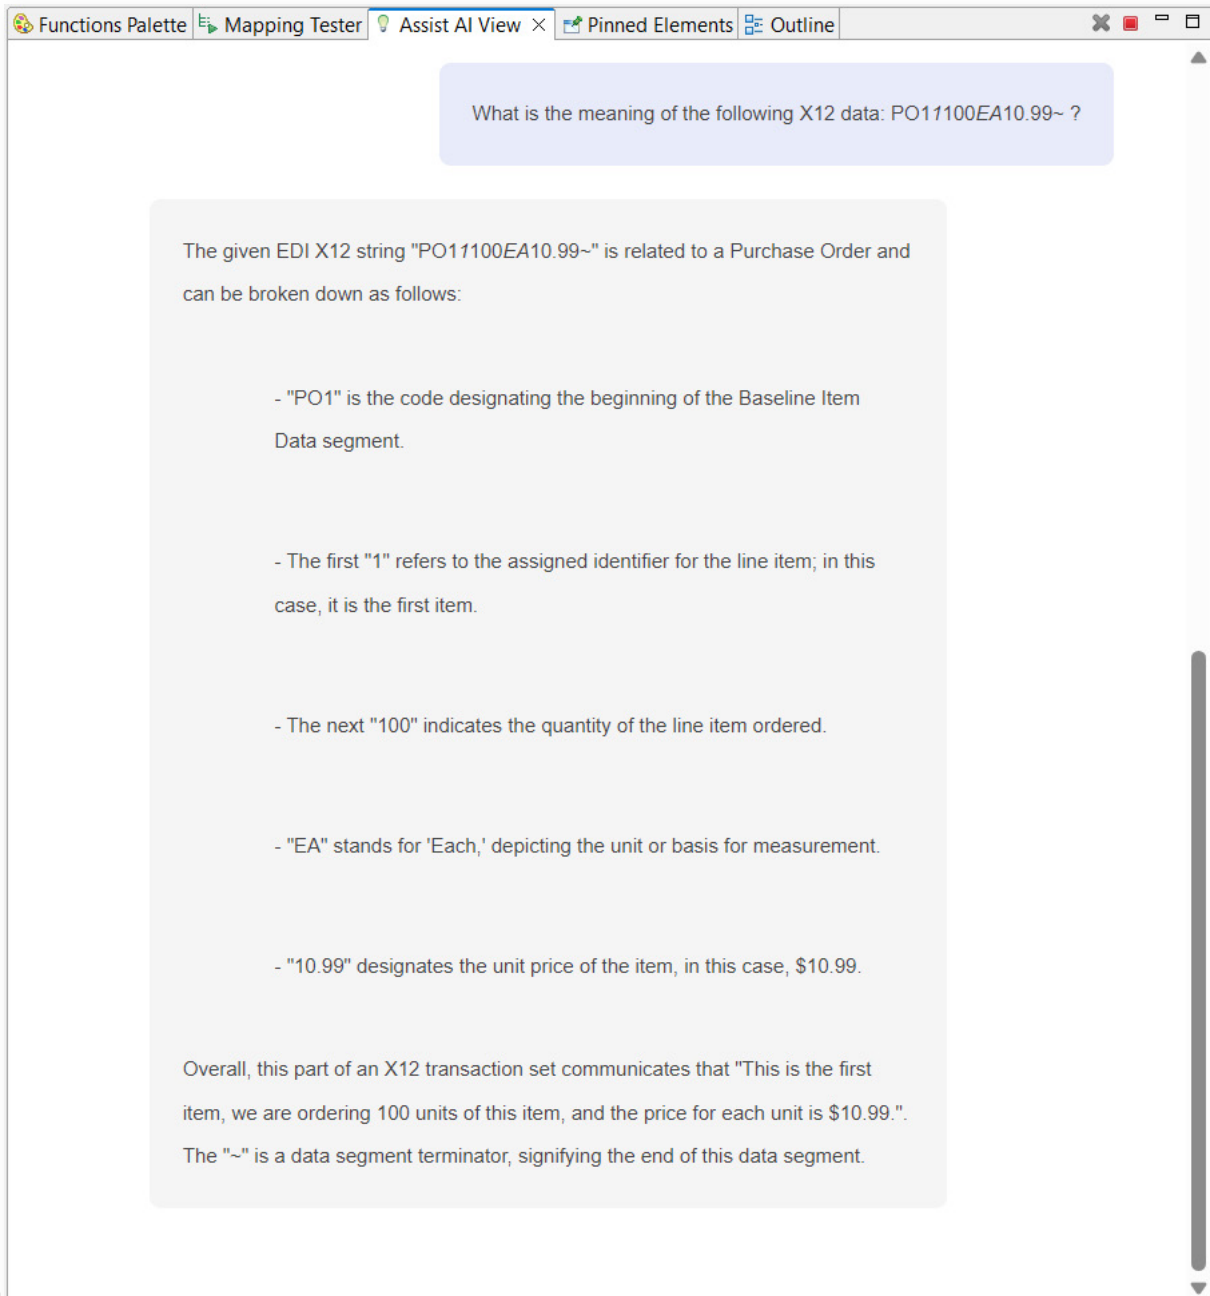 Functions Palette Mapping Tester Assist AI View Pinned Elements Outline
What is the meaning of the following X12 data: PO11100EA10.99~ ?
The given EDI X12 string "PO11100EA10.99~" is related to a Purchase Order and
can be broken down as follows:
- "PO1" is the code designating the beginning of the Baseline Item
Data segment.
- The first "1" refers to the assigned identifier for the line item; in this
case, it is the first item.
- The next "100" indicates the quantity of the line item ordered.
- "EA" stands for 'Each,' depicting the unit or basis for measurement.
- "10.99" designates the unit price of the item, in this case, $10.99.
Overall, this part of an X12 transaction set communicates that "This is the first
item, we are ordering 100 units of this item, and the price for each unit is $10.99.".
The "~" is a data segment terminator, signifying the end of this data segment.